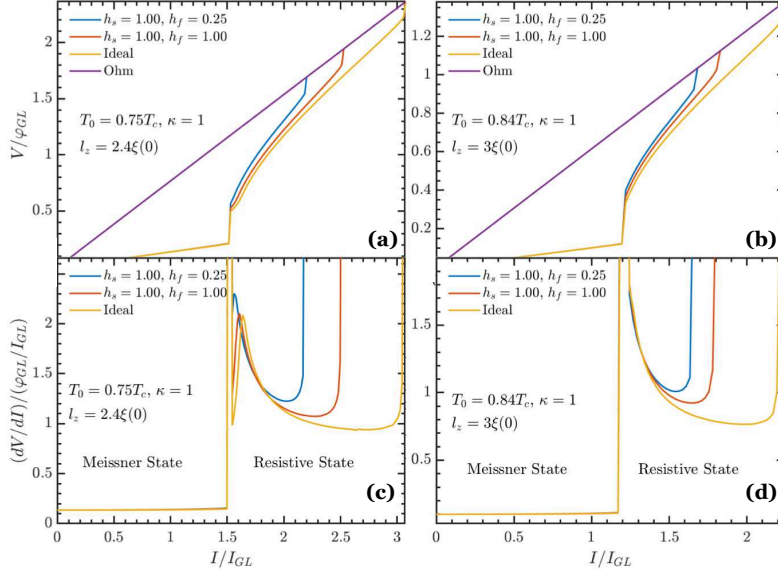 h_s = 1.00, h_f = 0.25
h_s = 1.00, h_f = 1.00
Ideal
Ohm
T_0 = 0.75T_c, κ = 1
l_z = 2.4ξ(0)
(a)
V/φ_GL
2
1.5
1
0.5
h_s = 1.00, h_f = 0.25
h_s = 1.00, h_f = 1.00
Ideal
Ohm
T_0 = 0.84T_c, κ = 1
l_z = 3ξ(0)
(b)
1.2
1
0.8
0.6
0.4
0.2
h_s = 1.00, h_f = 0.25
h_s = 1.00, h_f = 1.00
Ideal
T_0 = 0.75T_c, κ = 1
l_z = 2.4ξ(0)
Meissner State
Resistive State
(c)
(dV/dI)/(φ_GL/I_GL)
2
1.5
1
0.5
0
0 0.5 1 1.5 2 2.5 3
I/I_GL
h_s = 1.00, h_f = 0.25
h_s = 1.00, h_f = 1.00
Ideal
T_0 = 0.84T_c, κ = 1
l_z = 3ξ(0)
Meissner State
Resistive State
(d)
1.5
1
0.5
0 0.5 1 1.5 2
I/I_GL